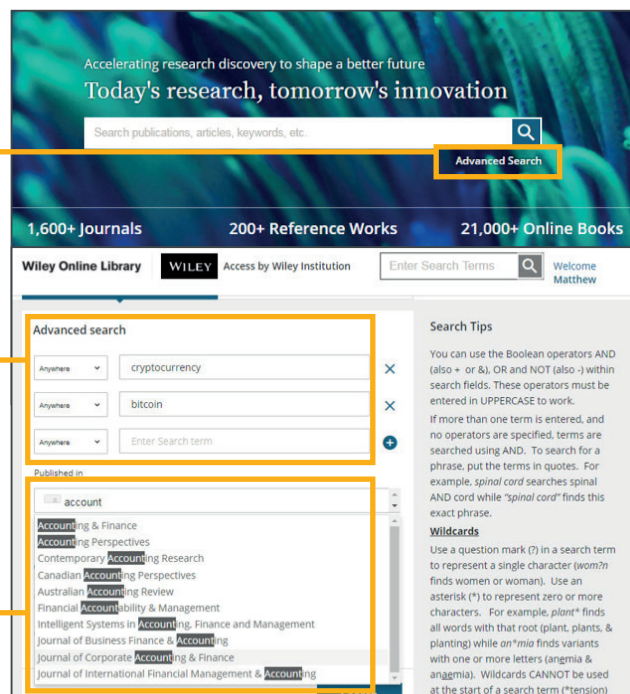 Accelerating research discovery to shape a better future
Today's research, tomorrow's innovation
Search publications, articles, keywords, etc.
Advanced Search
1,600+ Journals
200+ Reference Works
21,000+ Online Books
Wiley Online Library
WILEY
Access by Wiley Institution
Enter Search Terms
Welcome
Matthew
Advanced search
Anywhere
cryptocurrency
Anywhere
bitcoin
Anywhere
Enter Search term
Published in
account
Accounting & Finance
Accounting Perspectives
Contemporary Accounting Research
Canadian Accounting Perspectives
Australian Accounting Review
Financial Accountability & Management
Intelligent Systems in Accounting, Finance and Management
Journal of Business Finance & Accounting
Journal of Corporate Accounting & Finance
Journal of International Financial Management & Accounting
Search Tips
You can use the Boolean operators AND
(also + or &), OR and NOT (also -) within
search fields. These operators must be
entered in UPPERCASE to work.
If more than one term is entered, and
no operators are specified, terms are
searched using AND. To search for a
phrase, put the terms in quotes. For
example, spinal cord searches spinal
AND cord while "spinal cord" finds this
exact phrase.
Wildcards
Use a question mark (?) in a search term
to represent a single character (wom?n
finds women or woman). Use an
asterisk (*) to represent zero or more
characters. For example, plant* finds
all words with that root (plant, plants, &
planting) while an*mia finds variants
with one or more letters (anemia &
anaemia). Wildcards CANNOT be used
at the start of a search term (*tension)